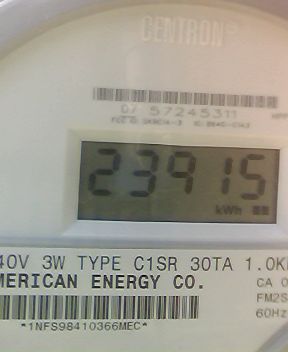 CENTRON
07 57245311
23915
kWh
40V 3W TYPE C1SR 30TA 1.0K
MERICAN ENERGY CO.
CA 0
FM2S
60Hz
*1NFS98410366MEC*